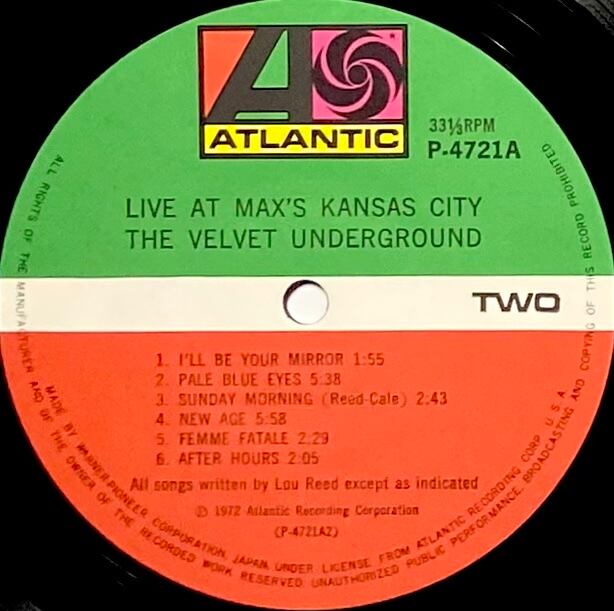 ATLANTIC
33⅓RPM
P-4721A
LIVE AT MAX'S KANSAS CITY
THE VELVET UNDERGROUND
TWO
1. I'LL BE YOUR MIRROR 1:55
2. PALE BLUE EYES 5:38
3. SUNDAY MORNING (Reed-Cale) 2:43
4. NEW AGE 5:58
5. FEMME FATALE 2:29
6. AFTER HOURS 2:05
All songs written by Lou Reed except as indicated
℗ 1972 Atlantic Recording Corporation
(P-4721A2)
MADE BY WARNER-PIONEER CORPORATION, JAPAN, UNDER LICENSE FROM ATLANTIC RECORDING CORP. U.S.A.
ALL RIGHTS OF THE MANUFACTURER AND OF THE OWNER OF THE RECORDED WORK RESERVED. UNAUTHORIZED PUBLIC PERFORMANCE, BROADCASTING AND COPYING OF THIS RECORD PROHIBITED